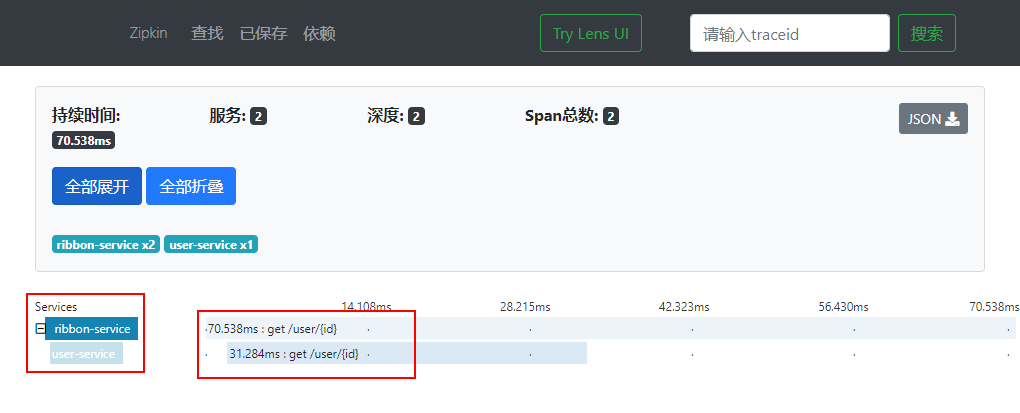 Zipkin 查找 已保存 依赖 Try Lens UI 请输入traceid 搜索
持续时间: 服务: 2 深度: 2 Span总数: 2 JSON
70.538ms
全部展开 全部折叠
ribbon-service x2 user-service x1
Services 14.108ms 28.215ms 42.323ms 56.430ms 70.538ms
ribbon-service 70.538ms : get /user/{id}
user-service 31.284ms : get /user/{id}